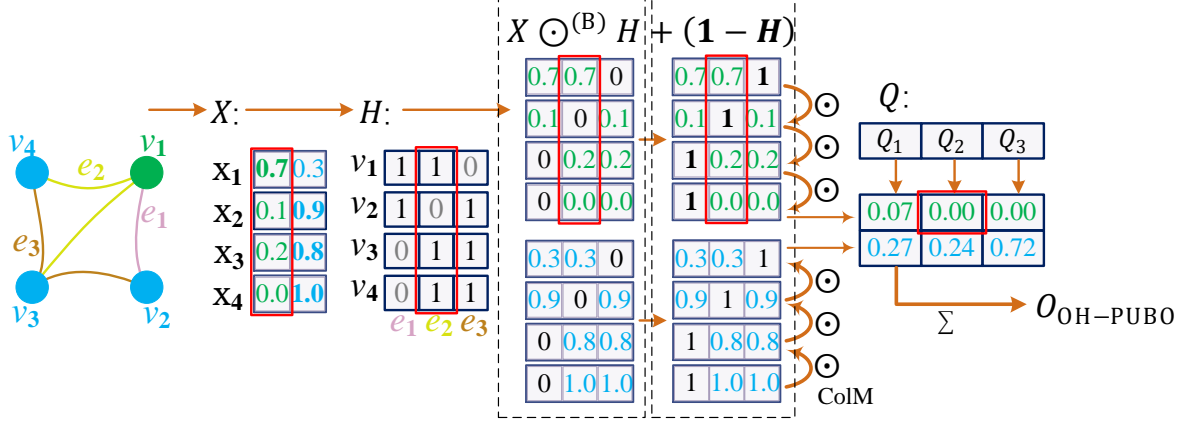 X ⊙(B) H + (1 − H)
X:
H:
Q:
v4
v1
e2
e1
e3
v3
v2
x1 0.7 0.3
x2 0.1 0.9
x3 0.2 0.8
x4 0.0 1.0
v1 1 1 0
v2 1 0 1
v3 0 1 1
v4 0 1 1
e1 e2 e3
0.7 0.7 0
0.1 0 0.1
0 0.2 0.2
0 0.0 0.0
0.3 0.3 0
0.9 0 0.9
0 0.8 0.8
0 1.0 1.0
0.7 0.7 1
0.1 1 0.1
1 0.2 0.2
1 0.0 0.0
0.3 0.3 1
0.9 1 0.9
1 0.8 0.8
1 1.0 1.0
⊙
⊙
⊙
⊙
⊙
⊙
ColM
Q1 Q2 Q3
0.07 0.00 0.00
0.27 0.24 0.72
Σ
OOH−PUBO